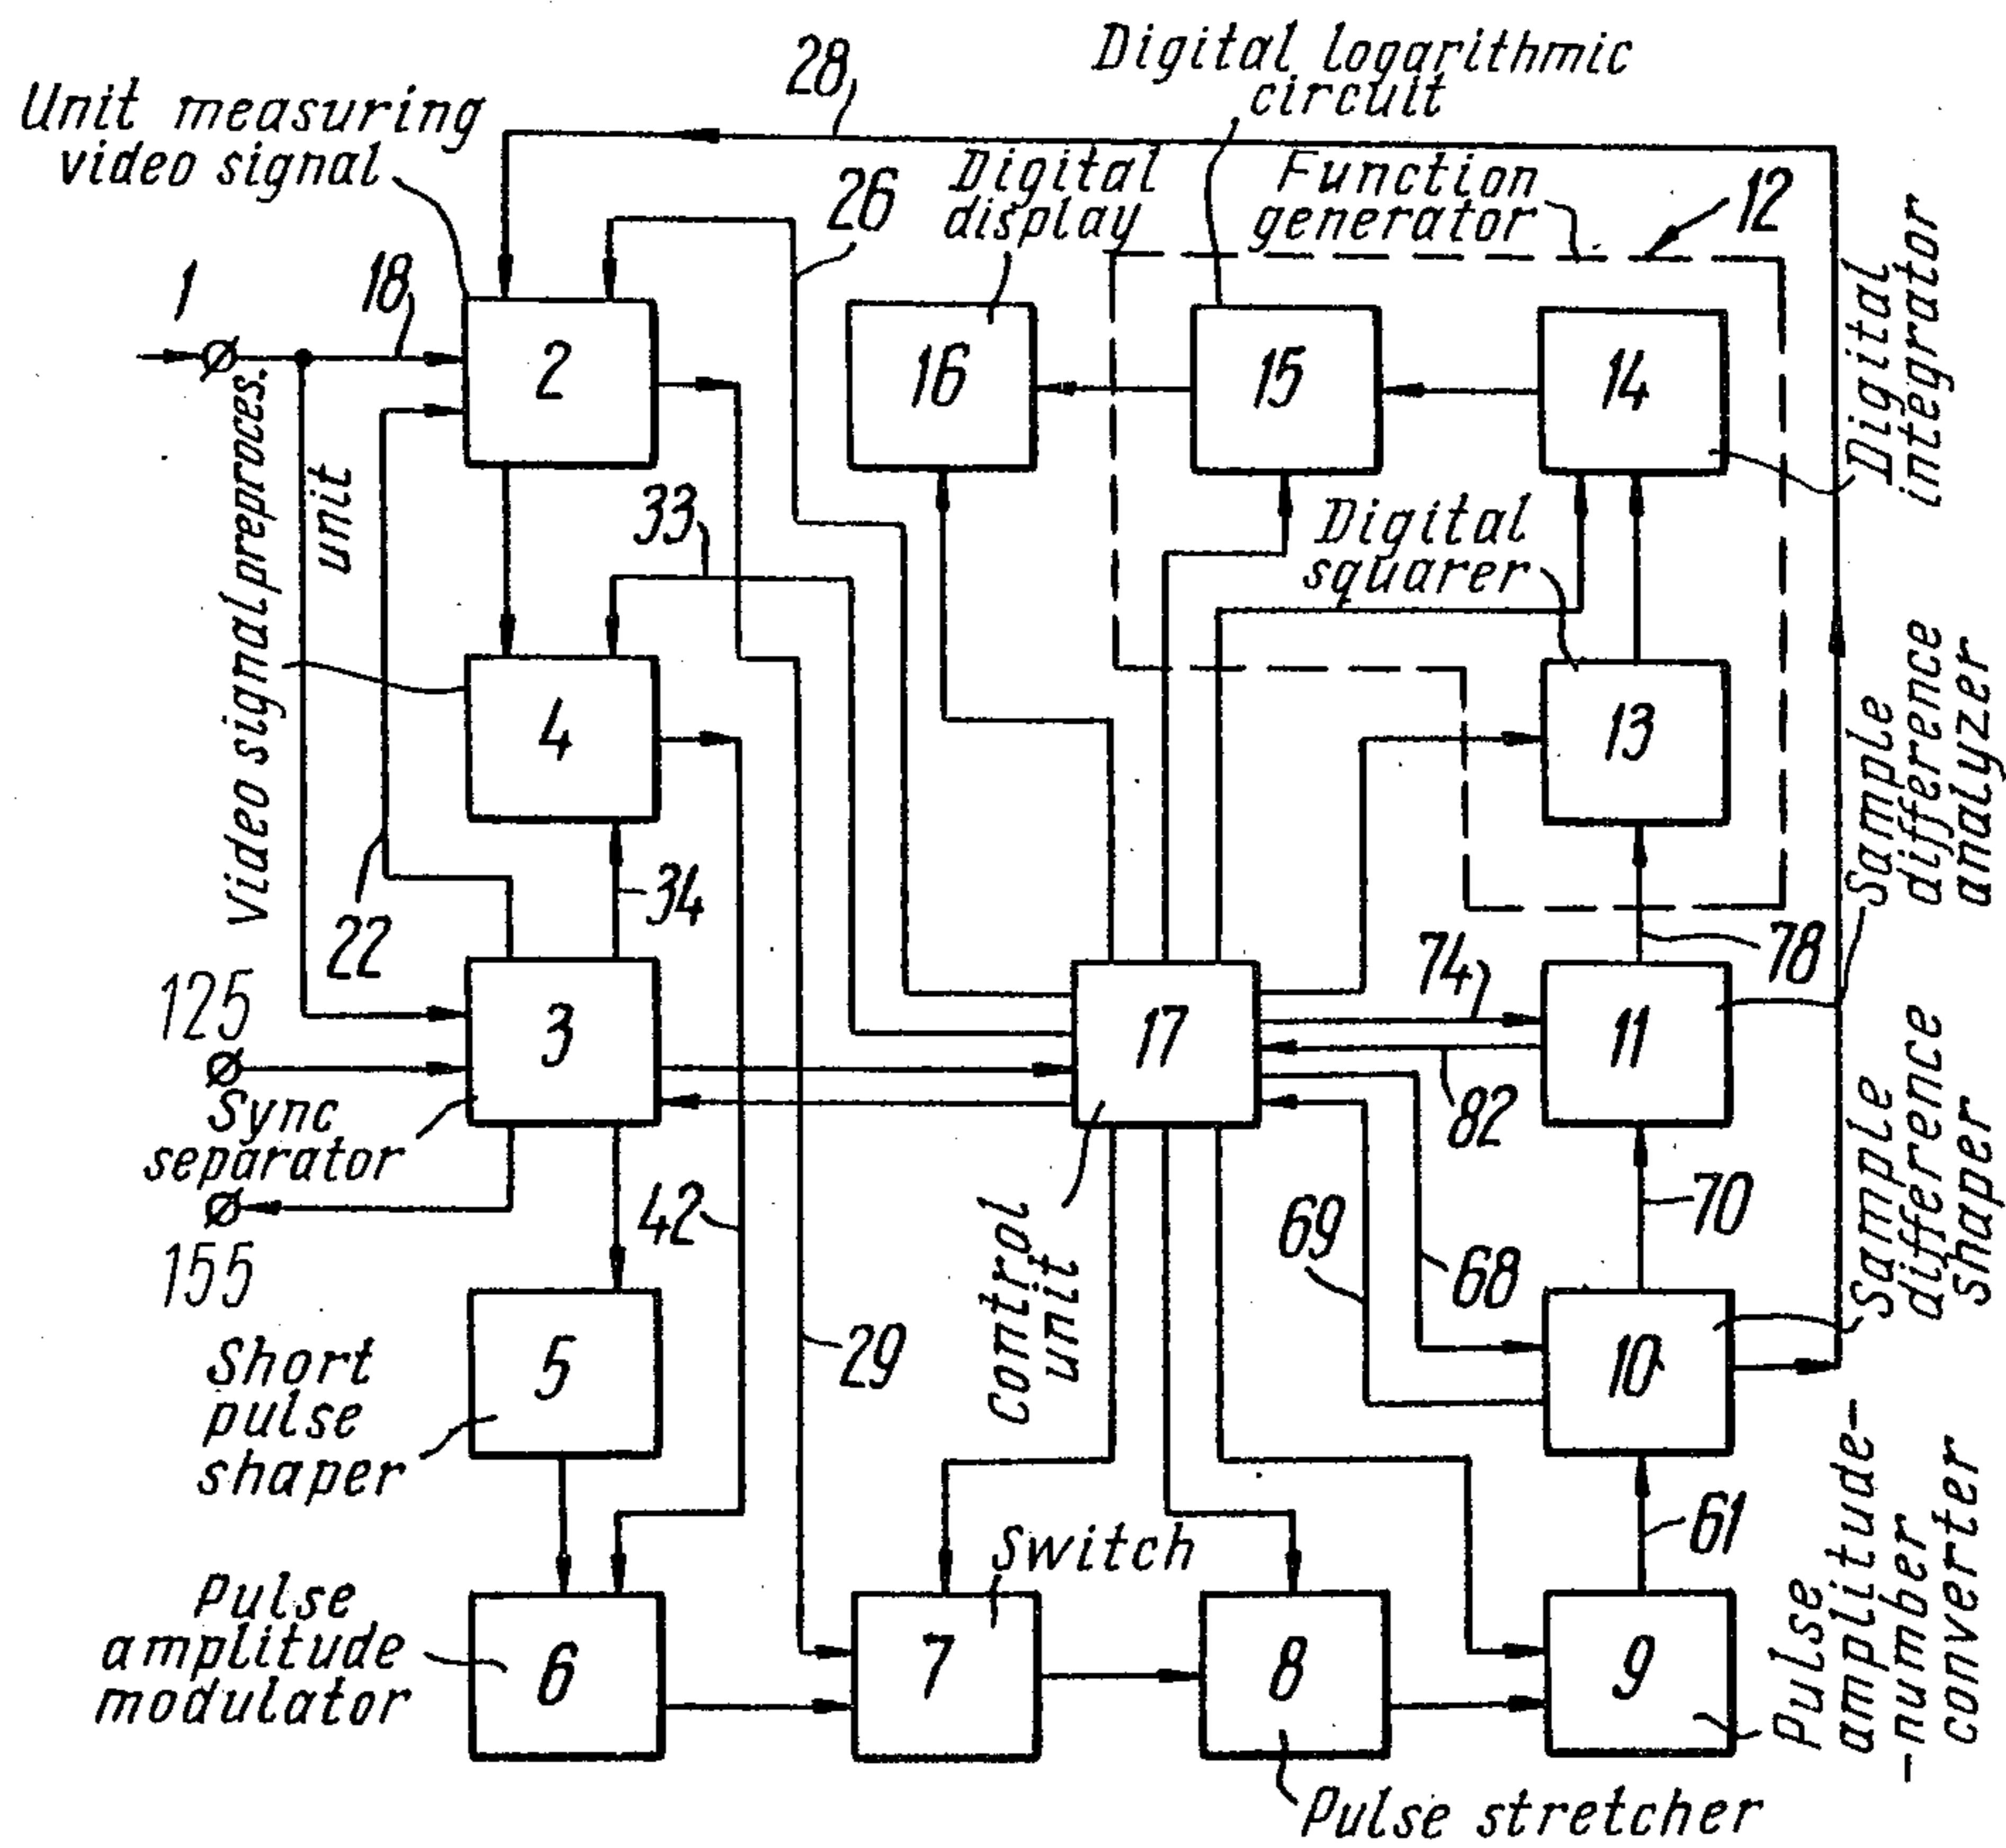 28
Digital logarithmic
circuit
Unit measuring
video signal
26
Digital
display
Function
generator
12
1
18
2
16
15
14
Digital
integrator
video signal preproces.
unit
33
Digital
squarer
4
13
Sample
difference
analyzer
22
34
78
125
3
17
74
11
82
Sync
separator
155
42
Control
unit
69
68
70
Sample
difference
shaper
Short
pulse
shaper
5
29
10
61
Switch
Pulse
amplitude
modulator
6
7
8
9
Pulse
amplitude-
-number
converter
Pulse stretcher